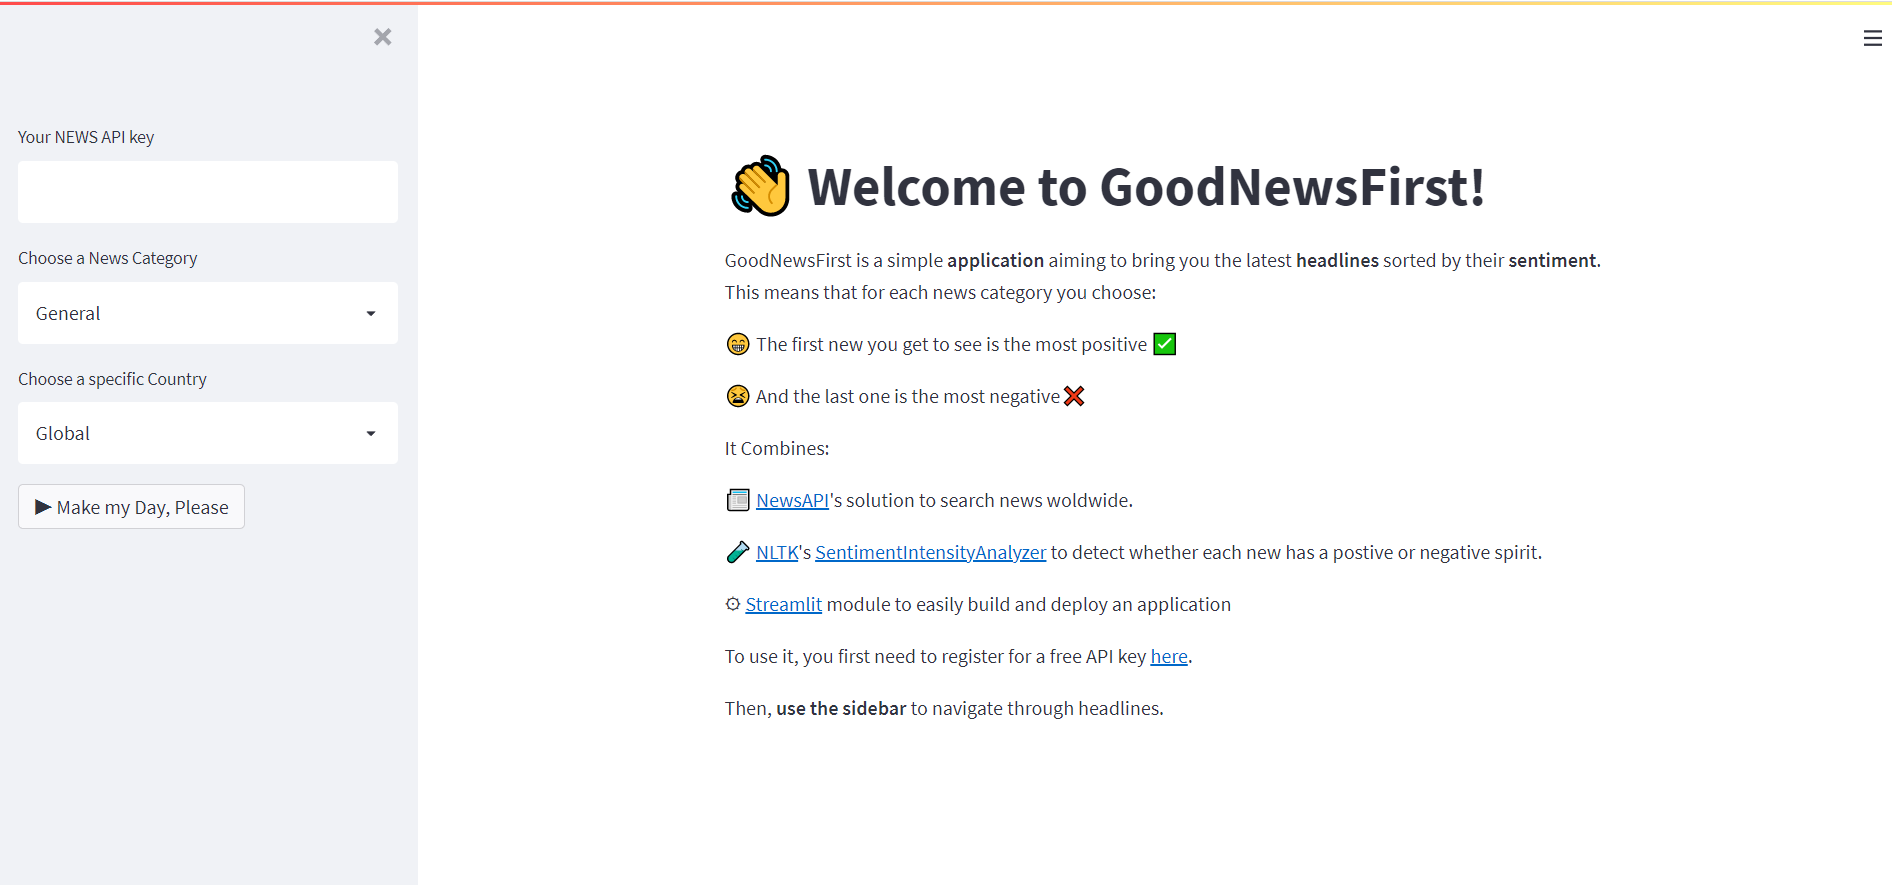 Your NEWS API key
Choose a News Category
General
Choose a specific Country
Global
▶ Make my Day, Please
👋 Welcome to GoodNewsFirst!
GoodNewsFirst is a simple application aiming to bring you the latest headlines sorted by their sentiment.
This means that for each news category you choose:
😁 The first new you get to see is the most positive ✅
😫 And the last one is the most negative❌
It Combines:
📰 NewsAPI's solution to search news woldwide.
🧪 NLTK's SentimentIntensityAnalyzer to detect whether each new has a postive or negative spirit.
⚙ Streamlit module to easily build and deploy an application
To use it, you first need to register for a free API key here.
Then, use the sidebar to navigate through headlines.